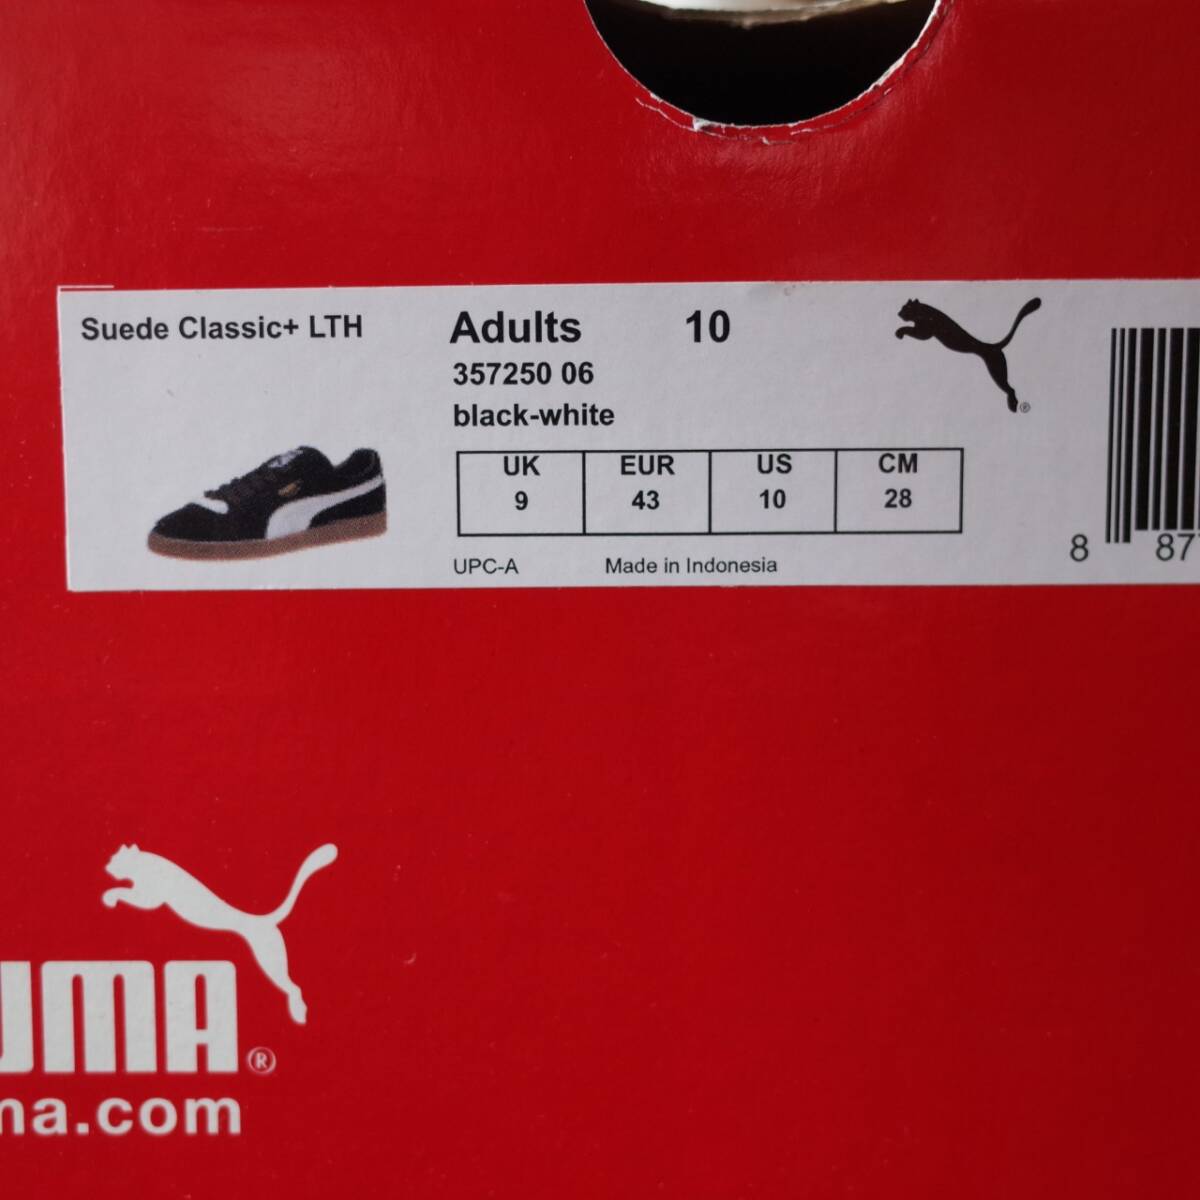 Suede Classic+ LTH
Adults 10
357250 06
black-white
UK EUR US CM
9 43 10 28
UPC-A Made in Indonesia
8 87
®
UMA®
ma.com